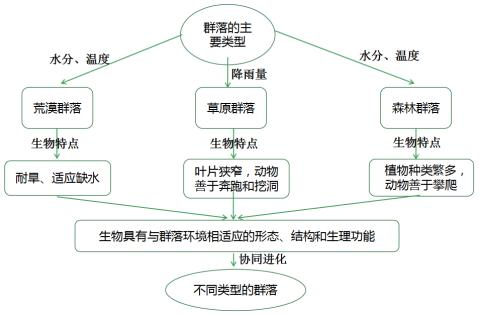 群落的主
要类型
水分、温度
水分、温度
降雨量
荒漠群落
草原群落
森林群落
生物特点
生物特点
生物特点
耐旱、适应缺水
叶片狭窄，动物
善于奔跑和挖洞
植物种类繁多，
动物善于攀爬
生物具有与群落环境相适应的形态、结构和生理功能
协同进化
不同类型的群落